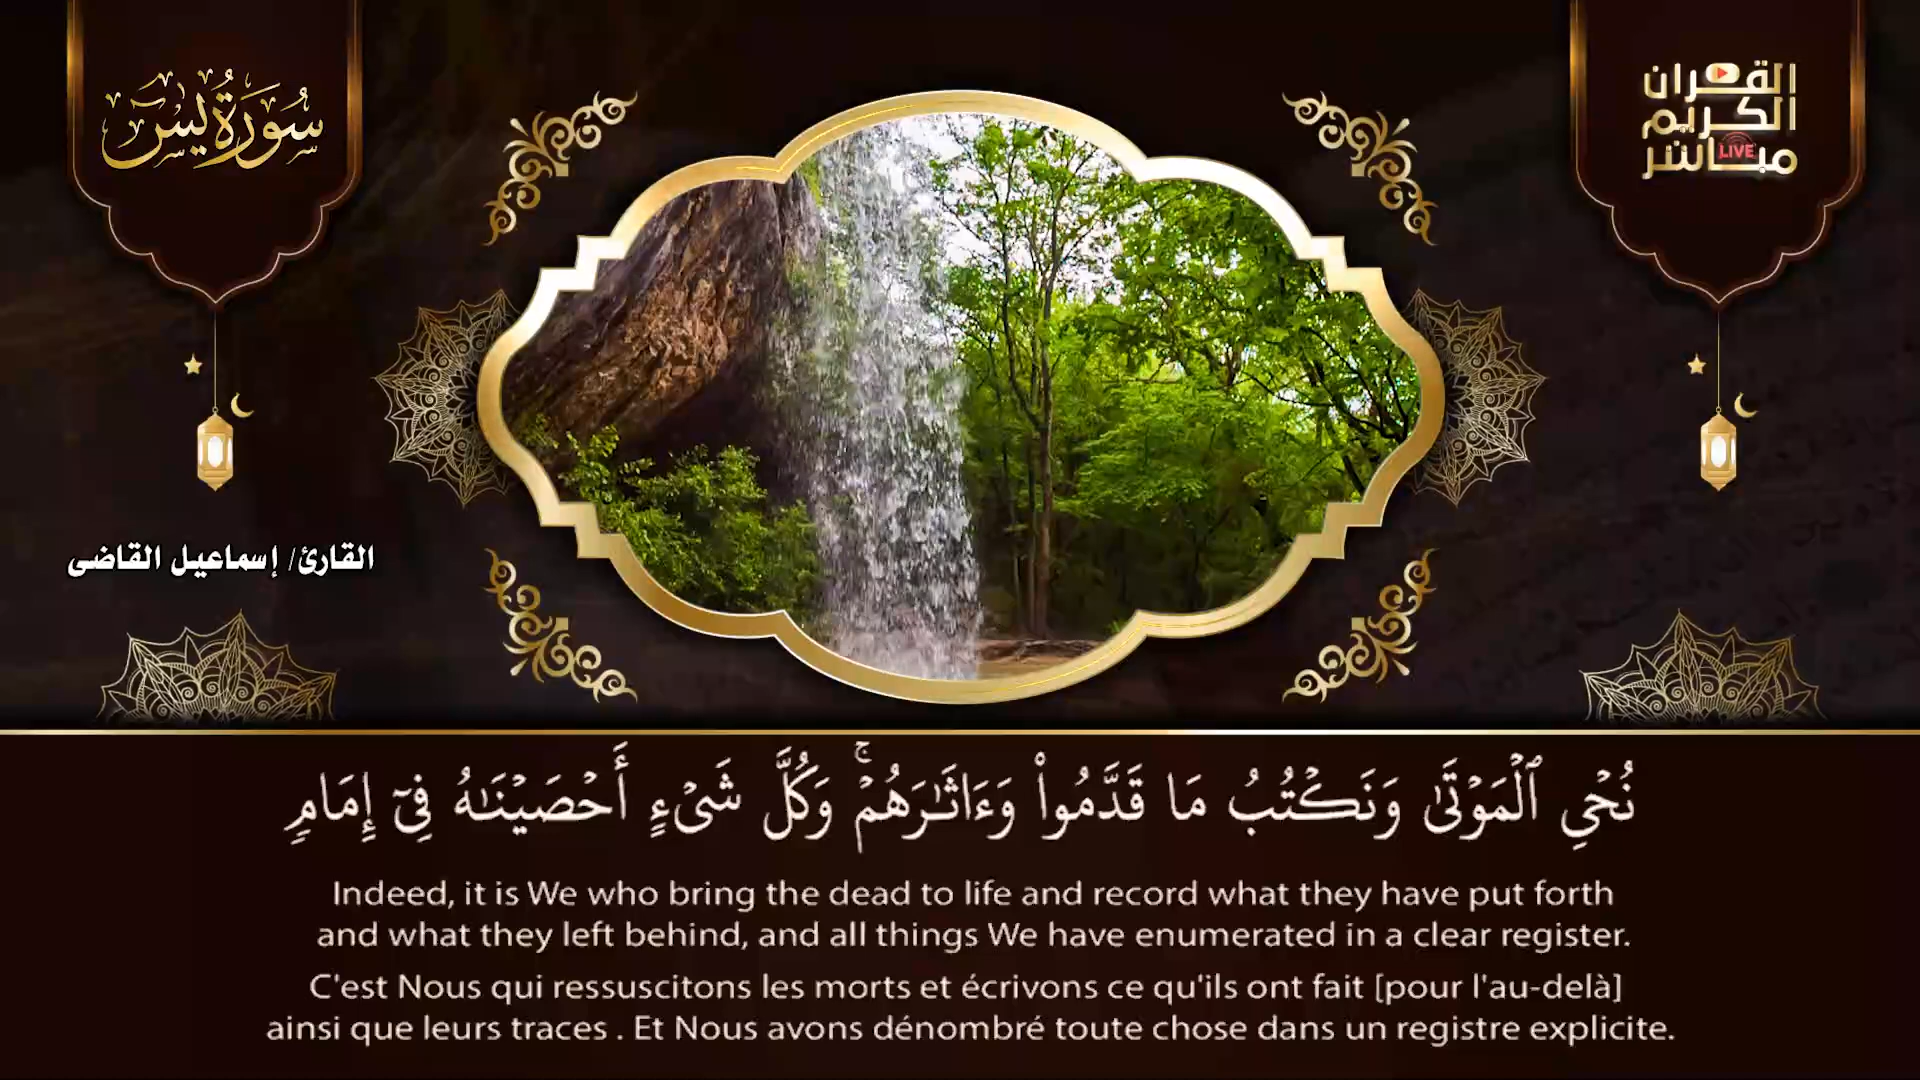 سُورَةُ يسٓ
القرآن
الكريم
مباشر
LIVE
القارئ/ إسماعيل القاضى
نُحْيِ ٱلْمَوْتَىٰ وَنَكْتُبُ مَا قَدَّمُوا۟ وَءَاثَـٰرَهُمْ ۚ وَكُلَّ شَىْءٍ أَحْصَيْنَـٰهُ فِىٓ إِمَامٍ
Indeed, it is We who bring the dead to life and record what they have put forth
and what they left behind, and all things We have enumerated in a clear register.
C'est Nous qui ressuscitons les morts et écrivons ce qu'ils ont fait [pour l'au-delà]
ainsi que leurs traces . Et Nous avons dénombré toute chose dans un registre explicite.